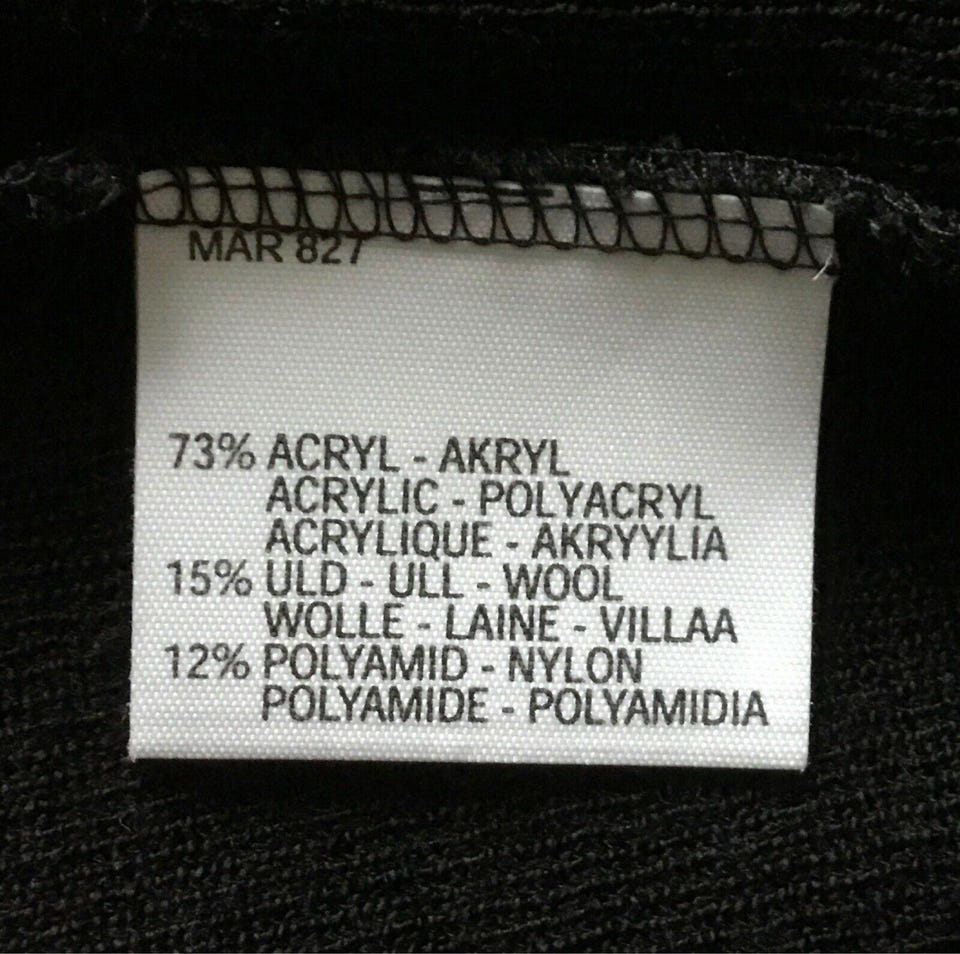 MAR 827
73% ACRYL - AKRYL
ACRYLIC - POLYACRYL
ACRYLIQUE - AKRYYLIA
15% ULD - ULL - WOOL
WOLLE - LAINE - VILLAA
12% POLYAMID - NYLON
POLYAMIDE - POLYAMIDIA